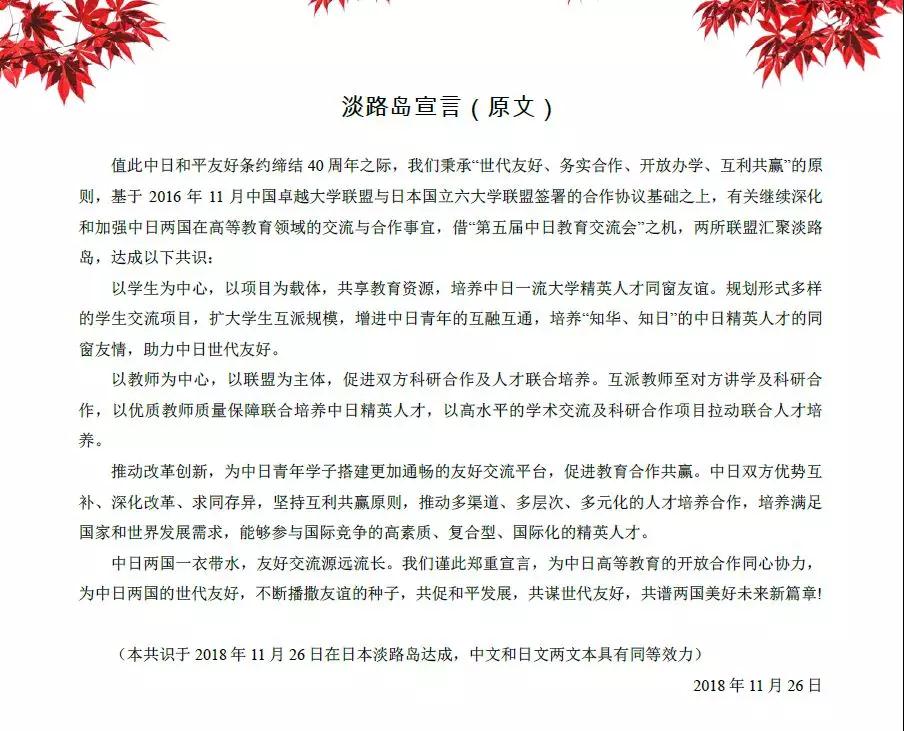 淡路岛宣言（原文）
值此中日和平友好条约缔结 40 周年之际，我们秉承“世代友好、务实合作、开放办学、互利共赢”的原
则，基于 2016 年 11 月中国卓越大学联盟与日本国立六大学联盟签署的合作协议基础之上，有关继续深化
和加强中日两国在高等教育领域的交流与合作事宜，借“第五届中日教育交流会”之机，两所联盟汇聚淡路
岛，达成以下共识：
以学生为中心，以项目为载体，共享教育资源，培养中日一流大学精英人才同窗友谊。规划形式多样
的学生交流项目，扩大学生互派规模，增进中日青年的互融互通，培养“知华、知日”的中日精英人才的同
窗友情，助力中日世代友好。
以教师为中心，以联盟为主体，促进双方科研合作及人才联合培养。互派教师至对方讲学及科研合
作，以优质教师质量保障联合培养中日精英人才，以高水平的学术交流及科研合作项目拉动联合人才培
养。
推动改革创新，为中日青年学子搭建更加通畅的友好交流平台，促进教育合作共赢。中日双方优势互
补、深化改革、求同存异，坚持互利共赢原则，推动多渠道、多层次、多元化的人才培养合作，培养满足
国家和世界发展需求，能够参与国际竞争的高素质、复合型、国际化的精英人才。
中日两国一衣带水，友好交流源远流长。我们谨此郑重宣言，为中日高等教育的开放合作同心协力，
为中日两国的世代友好，不断播撒友谊的种子，共促和平发展，共谋世代友好，共谱两国美好未来新篇章!
（本共识于 2018 年 11 月 26 日在日本淡路岛达成，中文和日文两文本具有同等效力）
2018 年 11 月 26 日